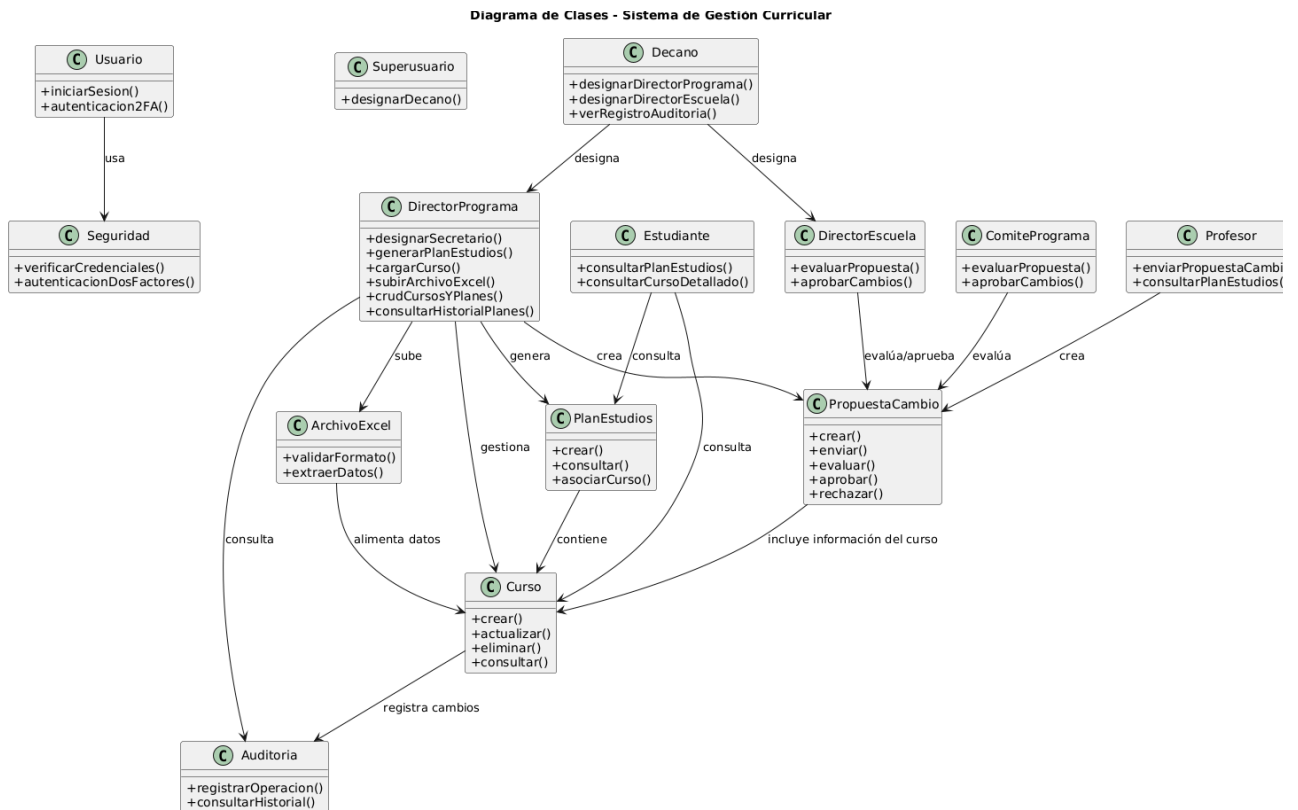 Diagrama de Clases - Sistema de Gestión Curricular
C Usuario
+iniciarSesion()
+autenticacion2FA()
C Superusuario
+designarDecano()
C Decano
+designarDirectorPrograma()
+designarDirectorEscuela()
+verRegistroAuditoria()
usa
designa
designa
C Seguridad
+verificarCredenciales()
+autenticacionDosFactores()
C DirectorPrograma
+designarSecretario()
+generarPlanEstudios()
+cargarCurso()
+subirArchivoExcel()
+crudCursosYPlanes()
+consultarHistorialPlanes()
C Estudiante
+consultarPlanEstudios()
+consultarCursoDetallado()
C DirectorEscuela
+evaluarPropuesta()
+aprobarCambios()
C ComitePrograma
+evaluarPropuesta()
+aprobarCambios()
C Profesor
+enviarPropuestaCambi
+consultarPlanEstudios(
sube
genera
crea
consulta
evalúa/aprueba
evalúa
crea
C ArchivoExcel
+validarFormato()
+extraerDatos()
gestiona
C PlanEstudios
+crear()
+consultar()
+asociarCurso()
consulta
C PropuestaCambio
+crear()
+enviar()
+evaluar()
+aprobar()
+rechazar()
consulta
alimenta datos
contiene
incluye información del curso
C Curso
+crear()
+actualizar()
+eliminar()
+consultar()
registra cambios
C Auditoria
+registrarOperacion()
+consultarHistorial()